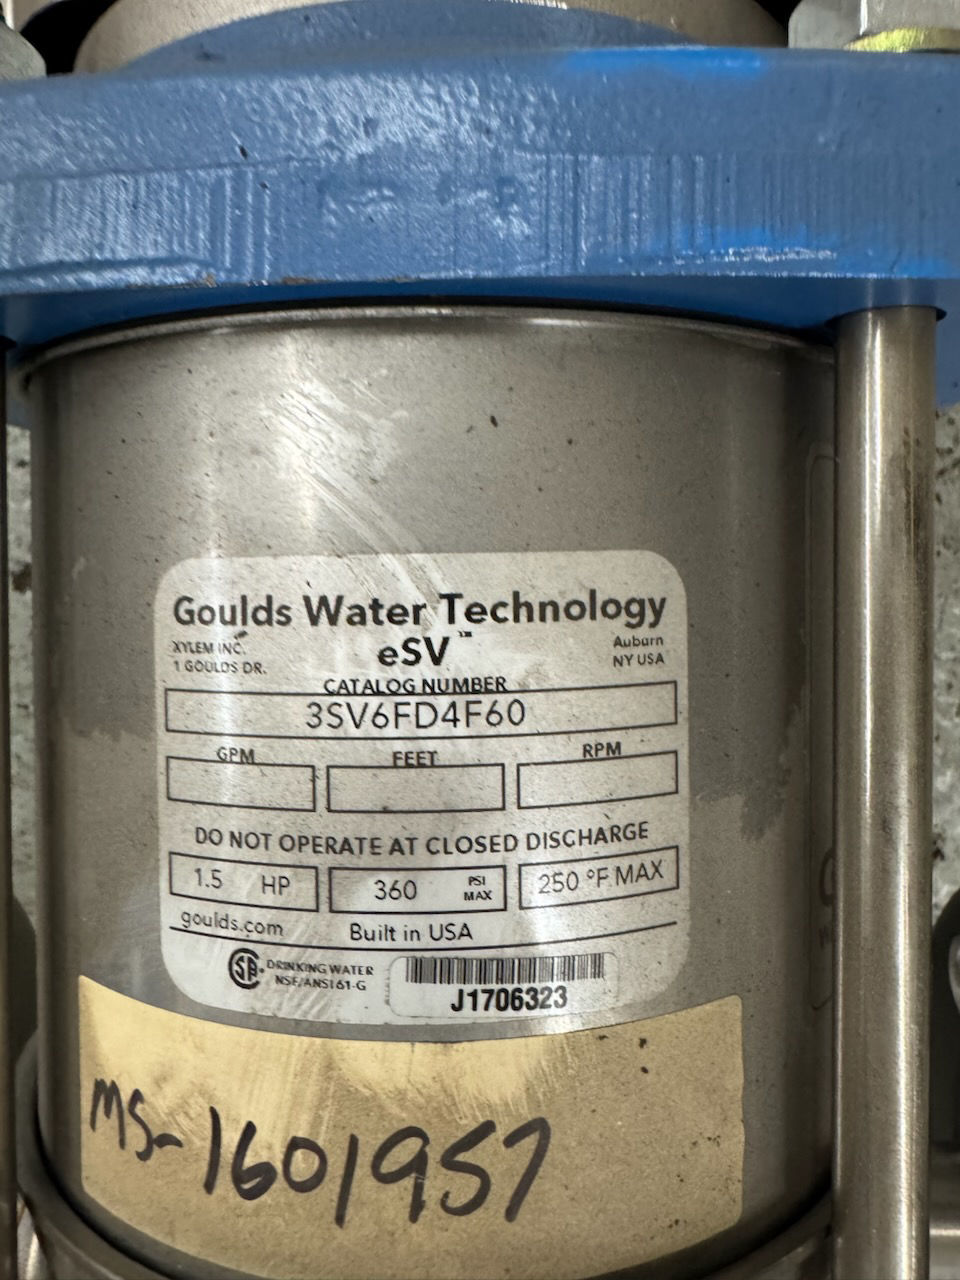 Goulds Water Technology
eSV™
XYLEM INC.
1 GOULDS DR.
Auburn
NY USA
CATALOG NUMBER
3SV6FD4F60
GPM FEET RPM
DO NOT OPERATE AT CLOSED DISCHARGE
1.5 HP 360 PSI MAX 250 °F MAX
goulds.com Built in USA
DRINKING WATER
NSF/ANSI 61-G
J1706323
MS-1601957